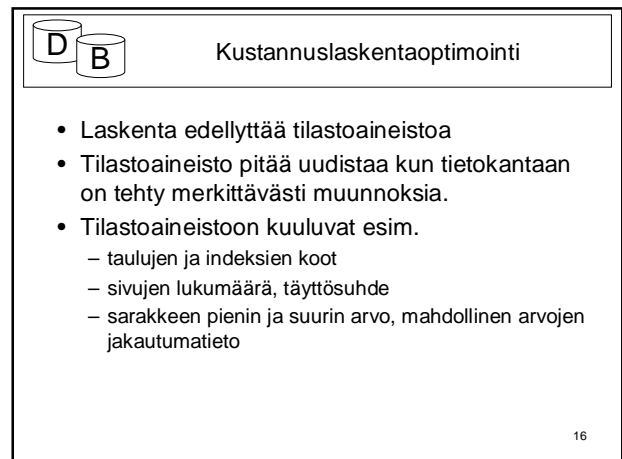 D
B
Kustannuslaskentaoptimointi
• Laskenta edellyttää tilastoaineistoa
• Tilastoaineisto pitää uudistaa kun tietokantaan
on tehty merkittävästi muunnoksia.
• Tilastoaineistoon kuuluvat esim.
– taulujen ja indeksien koot
– sivujen lukumäärä, täyttösuhde
– sarakkeen pienin ja suurin arvo, mahdollinen arvojen
jakautumatieto
16